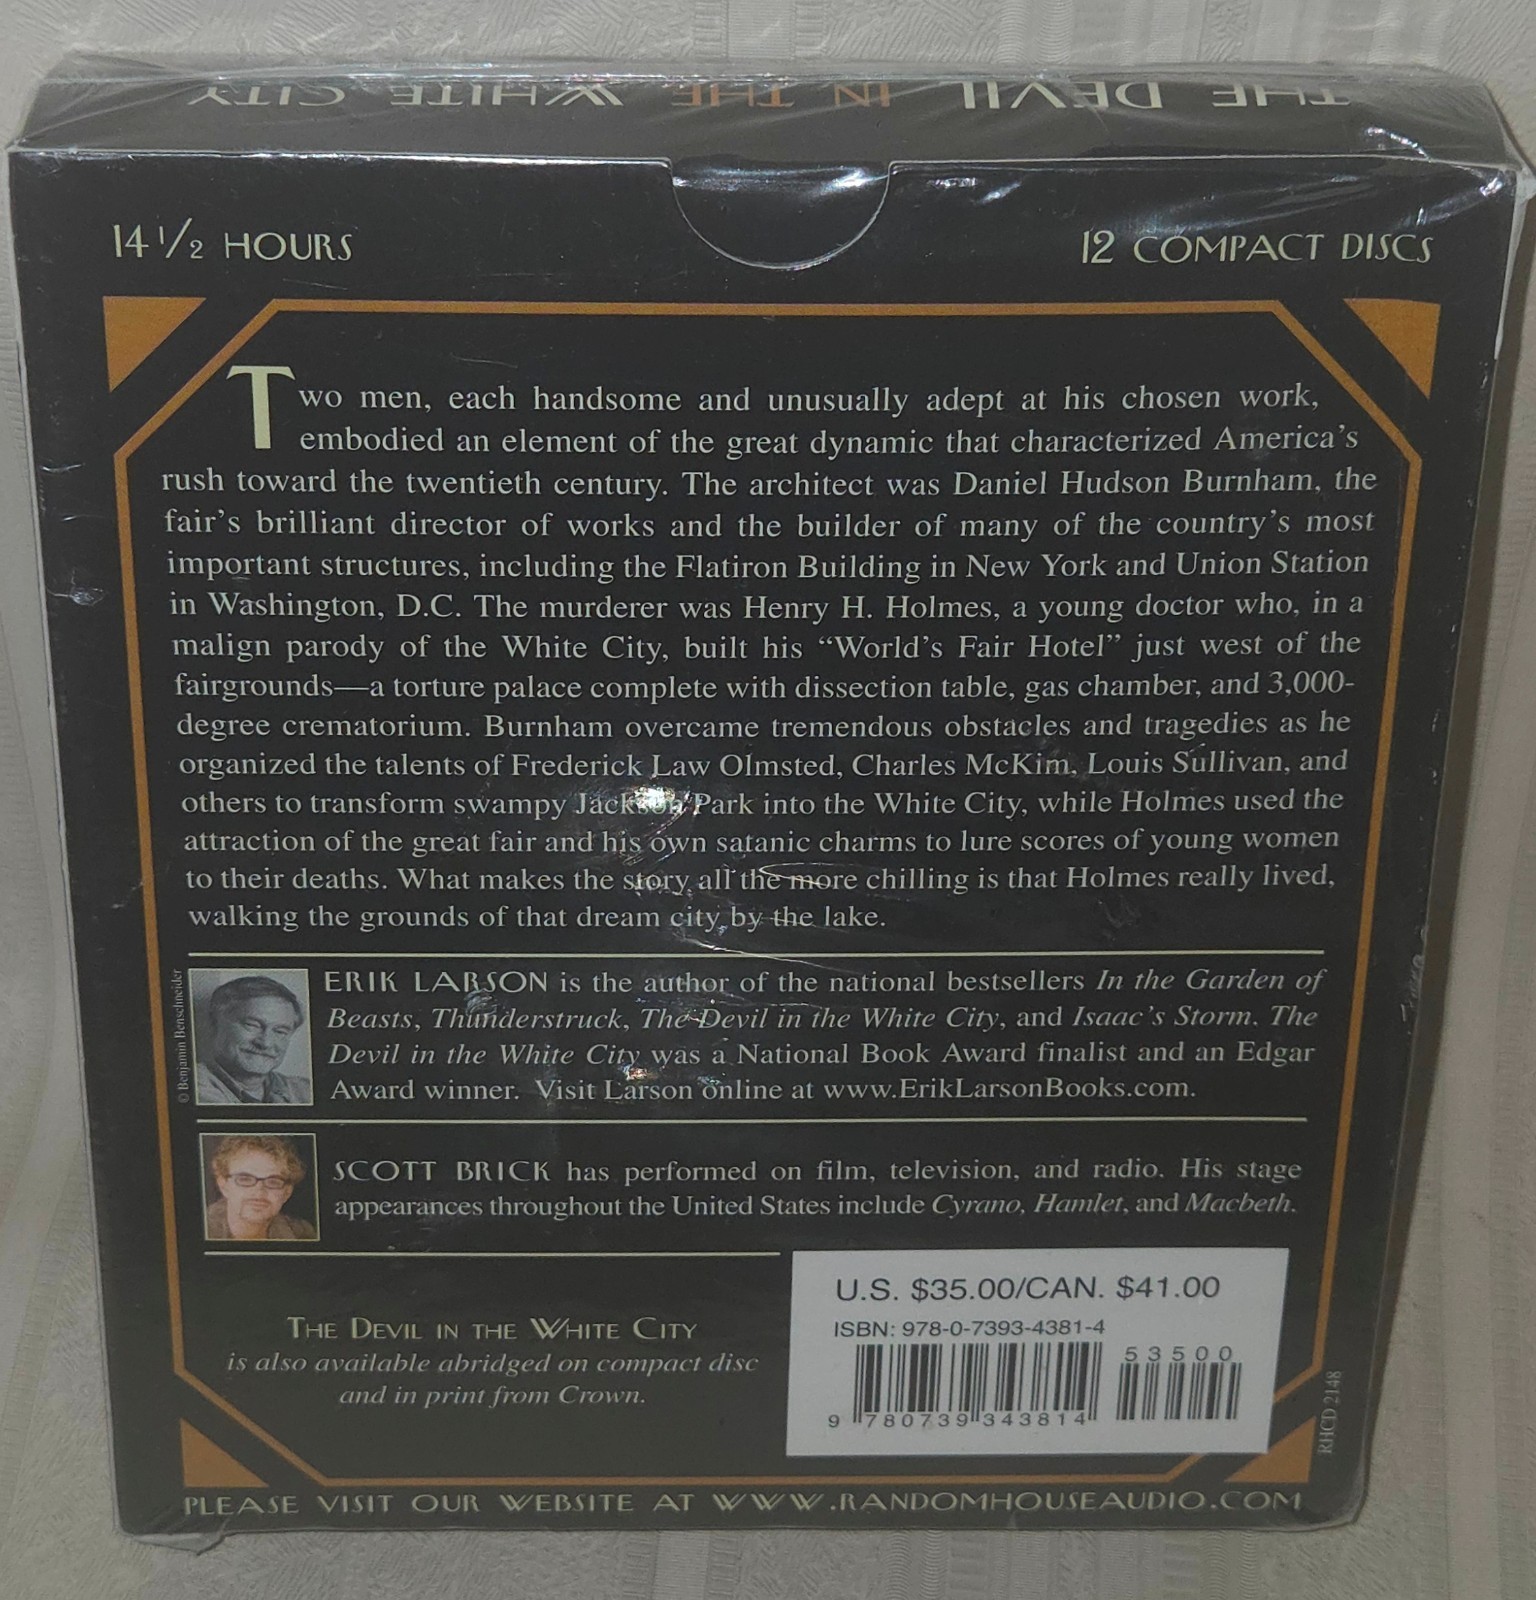 THE DEVIL IN THE WHITE CITY
14 ½ HOURS
12 COMPACT DISCS
Two men, each handsome and unusually adept at his chosen work,
embodied an element of the great dynamic that characterized America's
rush toward the twentieth century. The architect was Daniel Hudson Burnham, the
fair's brilliant director of works and the builder of many of the country's most
important structures, including the Flatiron Building in New York and Union Station
in Washington, D.C. The murderer was Henry H. Holmes, a young doctor who, in a
malign parody of the White City, built his “World's Fair Hotel” just west of the
fairgrounds—a torture palace complete with dissection table, gas chamber, and 3,000-
degree crematorium. Burnham overcame tremendous obstacles and tragedies as he
organized the talents of Frederick Law Olmsted, Charles McKim, Louis Sullivan, and
others to transform swampy Jackson Park into the White City, while Holmes used the
attraction of the great fair and his own satanic charms to lure scores of young women
to their deaths. What makes the story all the more chilling is that Holmes really lived,
walking the grounds of that dream city by the lake.
© Benjamin Benschneider
ERIK LARSON is the author of the national bestsellers In the Garden of
Beasts, Thunderstruck, The Devil in the White City, and Isaac's Storm. The
Devil in the White City was a National Book Award finalist and an Edgar
Award winner. Visit Larson online at www.ErikLarsonBooks.com.
SCOTT BRICK has performed on film, television, and radio. His stage
appearances throughout the United States include Cyrano, Hamlet, and Macbeth.
THE DEVIL IN THE WHITE CITY
is also available abridged on compact disc
and in print from Crown.
U.S. $35.00/CAN. $41.00
ISBN: 978-0-7393-4381-4
53500
9 780739 343814
RHCD 2148
PLEASE VISIT OUR WEBSITE AT WWW.RANDOMHOUSEAUDIO.COM